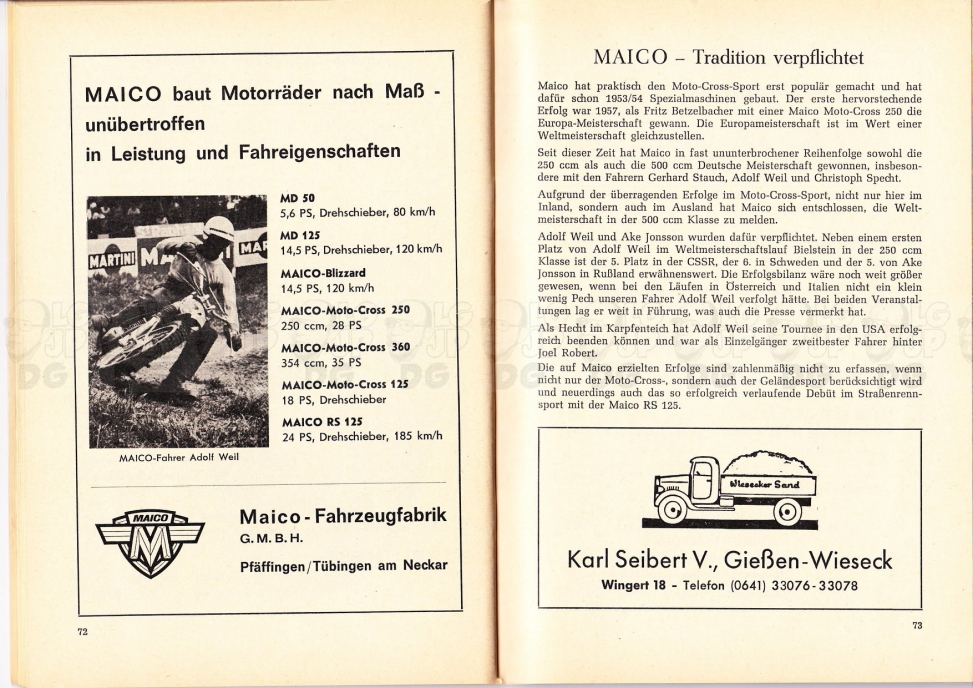 MAICO baut Motorräder nach Maß -
unübertroffen
in Leistung und Fahreigenschaften
MARTINI
MA
MAR
MD 50
5,6 PS, Drehschieber, 80 km/h
MD 125
14,5 PS, Drehschieber, 120 km/h
MAICO-Blizzard
14,5 PS, 120 km/h
MAICO-Moto-Cross 250
250 ccm, 28 PS
MAICO-Moto-Cross 360
354 ccm, 35 PS
MAICO-Moto-Cross 125
18 PS, Drehschieber
MAICO RS 125
24 PS, Drehschieber, 185 km/h
MAICO-Fahrer Adolf Weil
MAICO
M
Maico-Fahrzeugfabrik
G.M.B.H.
Pfäffingen/Tübingen am Neckar
72
MAICO – Tradition verpflichtet
Maico hat praktisch den Moto-Cross-Sport erst populär gemacht und hat
dafür schon 1953/54 Spezialmaschinen gebaut. Der erste hervorstechende
Erfolg war 1957, als Fritz Betzelbacher mit einer Maico Moto-Cross 250 die
Europa-Meisterschaft gewann. Die Europameisterschaft ist im Wert einer
Weltmeisterschaft gleichzustellen.
Seit dieser Zeit hat Maico in fast ununterbrochener Reihenfolge sowohl die
250 ccm als auch die 500 ccm Deutsche Meisterschaft gewonnen, insbeson-
dere mit den Fahrern Gerhard Stauch, Adolf Weil und Christoph Specht.
Aufgrund der überragenden Erfolge im Moto-Cross-Sport, nicht nur hier im
Inland, sondern auch im Ausland hat Maico sich entschlossen, die Welt-
meisterschaft in der 500 ccm Klasse zu melden.
Adolf Weil und Ake Jonsson wurden dafür verpflichtet. Neben einem ersten
Platz von Adolf Weil im Weltmeisterschaftslauf Bielstein in der 250 ccm
Klasse ist der 5. Platz in der CSSR, der 6. in Schweden und der 5. von Ake
Jonsson in Rußland erwähnenswert. Die Erfolgsbilanz wäre noch weit größer
gewesen, wenn bei den Läufen in Österreich und Italien nicht ein klein
wenig Pech unseren Fahrer Adolf Weil verfolgt hätte. Bei beiden Veranstal-
tungen lag er weit in Führung, was auch die Presse vermerkt hat.
Als Hecht im Karpfenteich hat Adolf Weil seine Tournee in den USA erfolg-
reich beenden können und war als Einzelgänger zweitbester Fahrer hinter
Joel Robert.
Die auf Maico erzielten Erfolge sind zahlenmäßig nicht zu erfassen, wenn
nicht nur der Moto-Cross-, sondern auch der Geländesport berücksichtigt wird
und neuerdings auch das so erfolgreich verlaufende Debüt im Straßenrenn-
sport mit der Maico RS 125.
Wiesecker Sand
Karl Seibert V., Gießen-Wieseck
Wingert 18 – Telefon (0641) 33076-33078
73